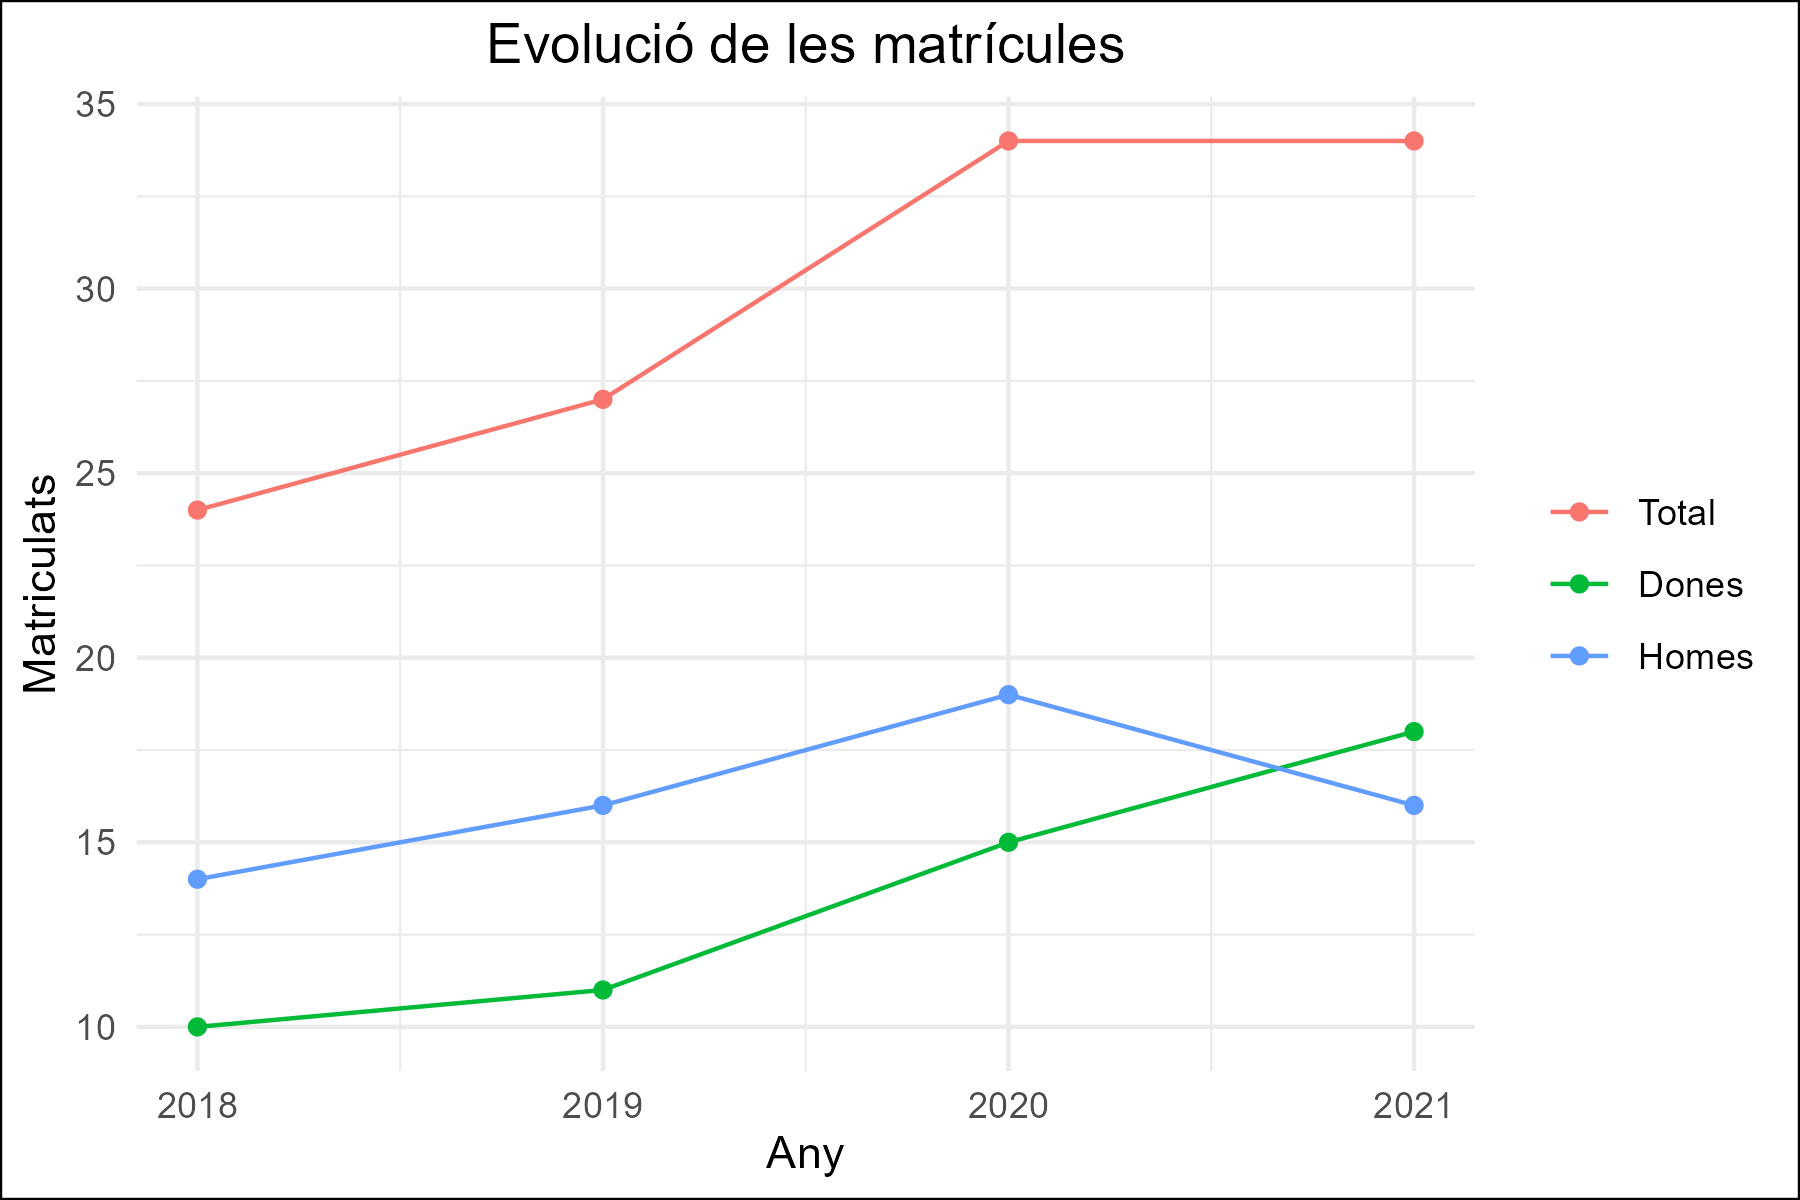 Evolució de les matrícules
35
30
25
20
15
10
Matriculats
2018 2019 2020 2021
Any
Total
Dones
Homes